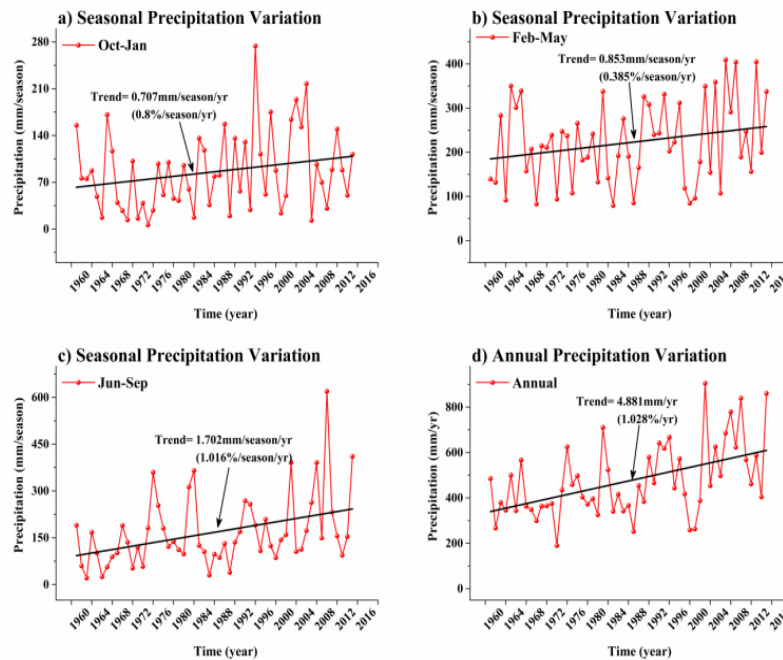 a) Seasonal Precipitation Variation
Oct-Jan
Trend= 0.707mm/season/yr
(0.8%/season/yr)
Precipitation (mm/season)
280
210
140
70
0
1960 1964 1968 1972 1976 1980 1984 1988 1992 1996 2000 2004 2008 2012 2016
Time (year)
b) Seasonal Precipitation Variation
Feb-May
Trend= 0.853mm/season/yr
(0.385%/season/yr)
Precipitation (mm/season)
400
300
200
100
0
1960 1964 1968 1972 1976 1980 1984 1988 1992 1996 2000 2004 2008 2012 201
Time (year)
c) Seasonal Precipitation Variation
Jun-Sep
Trend= 1.702mm/season/yr
(1.016%/season/yr)
Precipitation (mm/season)
600
450
300
150
0
1960 1964 1968 1972 1976 1980 1984 1988 1992 1996 2000 2004 2008 2012 2016
Time (year)
d) Annual Precipitation Variation
Annual
Trend= 4.881mm/yr
(1.028%/yr)
Precipitation (mm/yr)
800
600
400
200
0
1960 1964 1968 1972 1976 1980 1984 1988 1992 1996 2000 2004 2008 2012 201
Time (year)